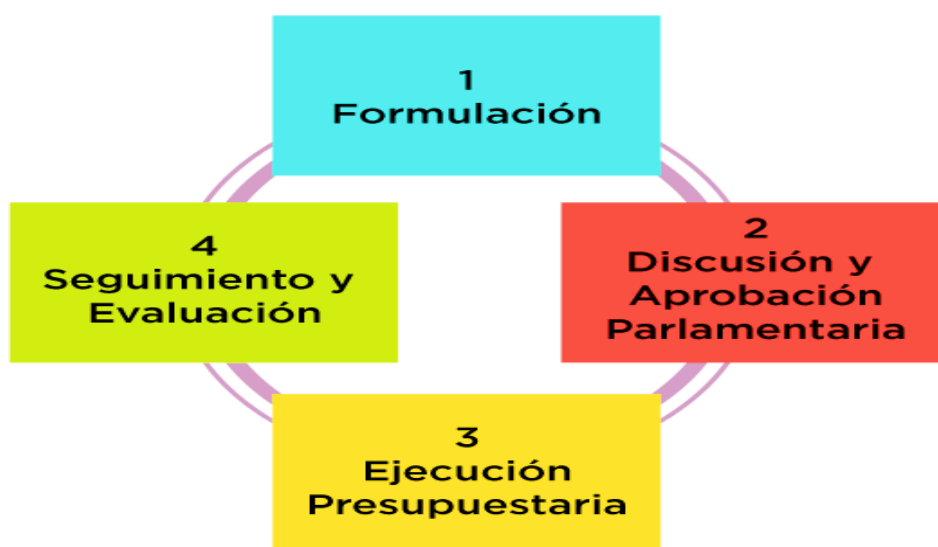 1
Formulación
2
Discusión y
Aprobación
Parlamentaria
3
Ejecución
Presupuestaria
4
Seguimiento y
Evaluación